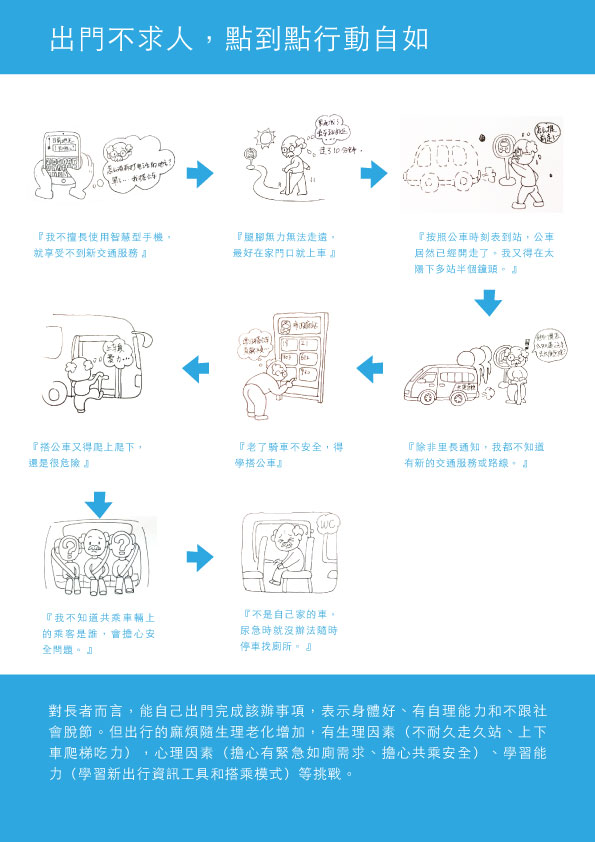 出門不求人，點到點行動自如
『我不擅長使用智慧型手機，
就享受不到新交通服務』
『腿腳無力無法走遠，
最好在家門口就上車』
『按照公車時刻表到站，公車
居然已經開走了。我又得在太
陽下多站半個鐘頭。』
『除非里長通知，我都不知道
有新的交通服務或路線。』
『老了騎車不安全，得
學搭公車』
『搭公車又得爬上爬下，
還是很危險』
WC
『我不知道共乘車輛上
的乘客是誰，會擔心安
全問題。』
『不是自己家的車，
尿急時就沒辦法隨時
停車找廁所。』
對長者而言，能自己出門完成該辦事項，表示身體好、有自理能力和不跟社
會脫節。但出行的麻煩隨生理老化增加，有生理因素（不耐久走久站、上下
車爬梯吃力），心理因素（擔心有緊急如廁需求、擔心共乘安全）、學習能
力（學習新出行資訊工具和搭乘模式）等挑戰。